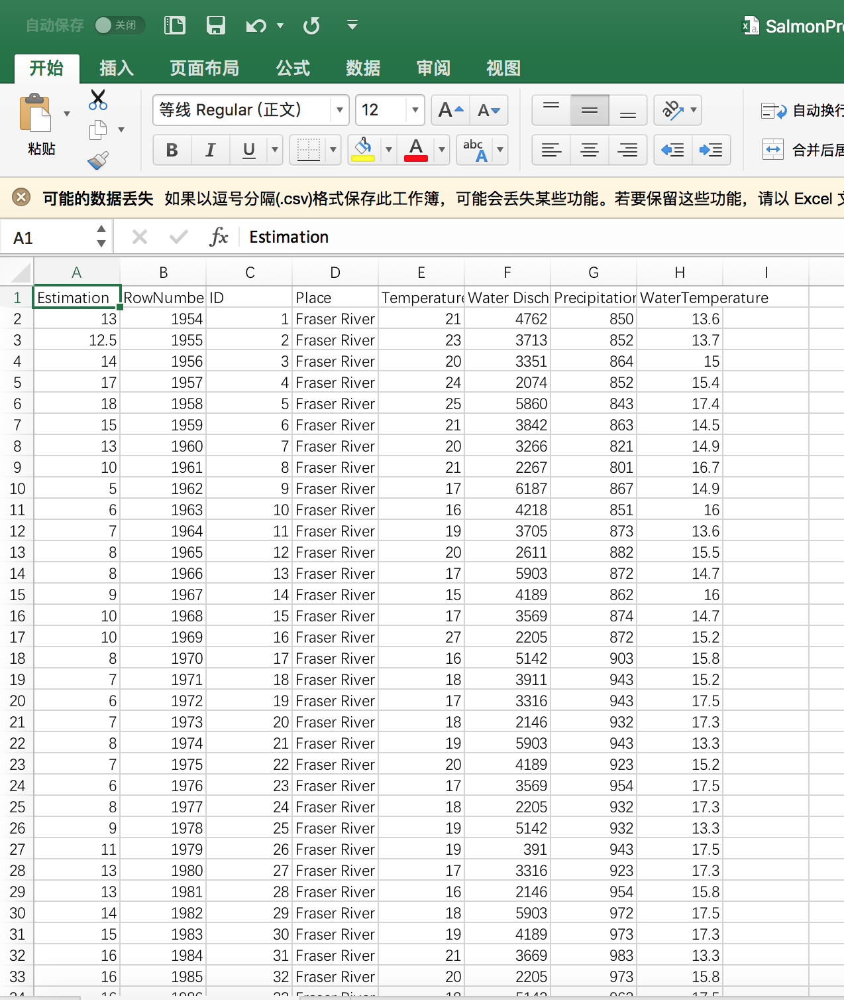 自动保存 关闭 SalmonPr
开始 插入 页面布局 公式 数据 审阅 视图
粘贴 等线 Regular (正文) 12 A A ab 自动换行
B I U A abc A 合并后居
可能的数据丢失 如果以逗号分隔(.csv)格式保存此工作簿，可能会丢失某些功能。若要保留这些功能，请以 Excel 文
A1 fx Estimation
A B C D E F G H I
1 Estimation RowNumbe ID Place Temperature Water Disch Precipitation WaterTemperature
2 13 1954 1 Fraser River 21 4762 850 13.6
3 12.5 1955 2 Fraser River 23 3713 852 13.7
4 14 1956 3 Fraser River 20 3351 864 15
5 17 1957 4 Fraser River 24 2074 852 15.4
6 18 1958 5 Fraser River 25 5860 843 17.4
7 15 1959 6 Fraser River 21 3842 863 14.5
8 13 1960 7 Fraser River 20 3266 821 14.9
9 10 1961 8 Fraser River 21 2267 801 16.7
10 5 1962 9 Fraser River 17 6187 867 14.9
11 6 1963 10 Fraser River 16 4218 851 16
12 7 1964 11 Fraser River 19 3705 873 13.6
13 8 1965 12 Fraser River 20 2611 882 15.5
14 8 1966 13 Fraser River 17 5903 872 14.7
15 9 1967 14 Fraser River 15 4189 862 16
16 10 1968 15 Fraser River 17 3569 874 14.7
17 10 1969 16 Fraser River 27 2205 872 15.2
18 8 1970 17 Fraser River 16 5142 903 15.8
19 7 1971 18 Fraser River 18 3911 943 15.2
20 6 1972 19 Fraser River 17 3316 943 17.5
21 7 1973 20 Fraser River 18 2146 932 17.3
22 8 1974 21 Fraser River 19 5903 943 13.3
23 7 1975 22 Fraser River 20 4189 923 15.2
24 6 1976 23 Fraser River 17 3569 954 17.5
25 8 1977 24 Fraser River 18 2205 932 17.3
26 9 1978 25 Fraser River 19 5142 932 13.3
27 11 1979 26 Fraser River 19 391 943 17.5
28 13 1980 27 Fraser River 17 3316 923 17.3
29 13 1981 28 Fraser River 16 2146 954 15.8
30 14 1982 29 Fraser River 18 5903 972 17.5
31 15 1983 30 Fraser River 19 4189 973 17.3
32 16 1984 31 Fraser River 21 3669 983 13.3
33 16 1985 32 Fraser River 20 2205 973 15.8